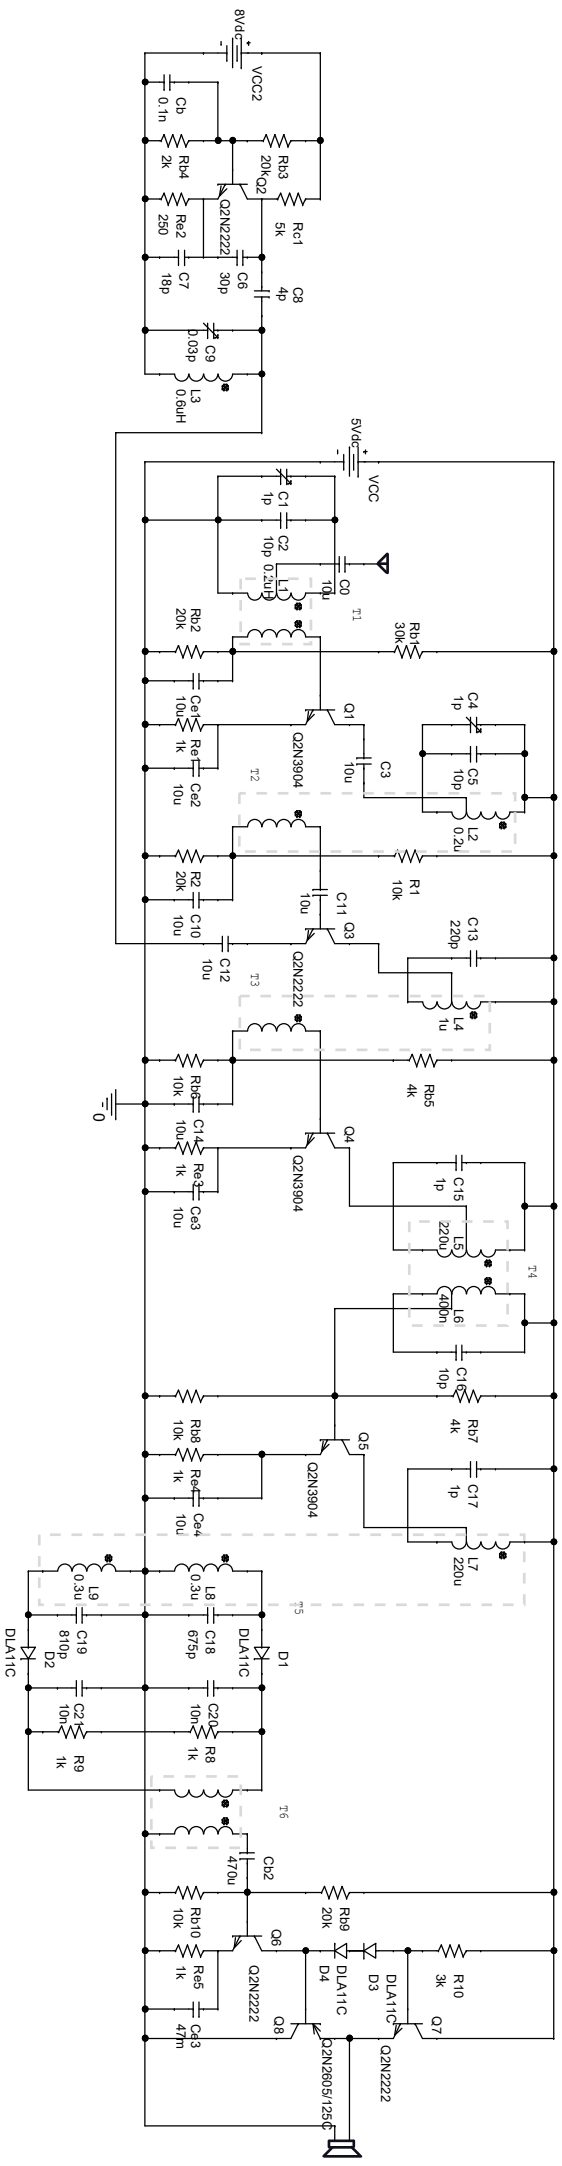 8Vdc
+
-
VCC2
Cb
0.1n
Rb4
2k
Rb3
20k
Q2
Q2N2222
Re2
250
Rc1
5k
C7
18p
C6
30p
C8
4p
C9
0.03p
L3
0.6uH
5Vdc
+
-
VCC
C1
1p
C2
10p
C0
10u
L1
0.2uH
T1
Rb2
20k
Rb1
30k
Ce1
10u
Q1
Q2N3904
Re1
1k
Ce2
10u
C3
10u
C4
1p
C5
10p
L2
0.2u
T2
R2
20k
R1
10k
C10
10u
C11
10u
Q3
Q2N2222
C12
10u
C13
220p
L4
1u
T3
Rb6
10k
Rb5
4k
C14
10u
0
Q4
Q2N3904
Re3
1k
Ce3
10u
C15
1p
L5
220u
T4
L6
400n
C16
10p
Rb8
10k
Rb7
4k
Q5
Q2N3904
Re4
1k
Ce4
10u
C17
1p
L7
220u
L9
0.3u
L8
0.3u
T5
C19
810p
C18
675p
D2
DLA11C
D1
DLA11C
C21
10n
C20
10n
R9
1k
R8
1k
T6
Cb2
470u
Rb10
10k
Rb9
20k
Q6
Q2N2222
Re5
1k
Ce3
47m
D4
DLA11C
D3
DLA11C
R10
3k
Q8
Q2N2605/125C
Q7
Q2N2222